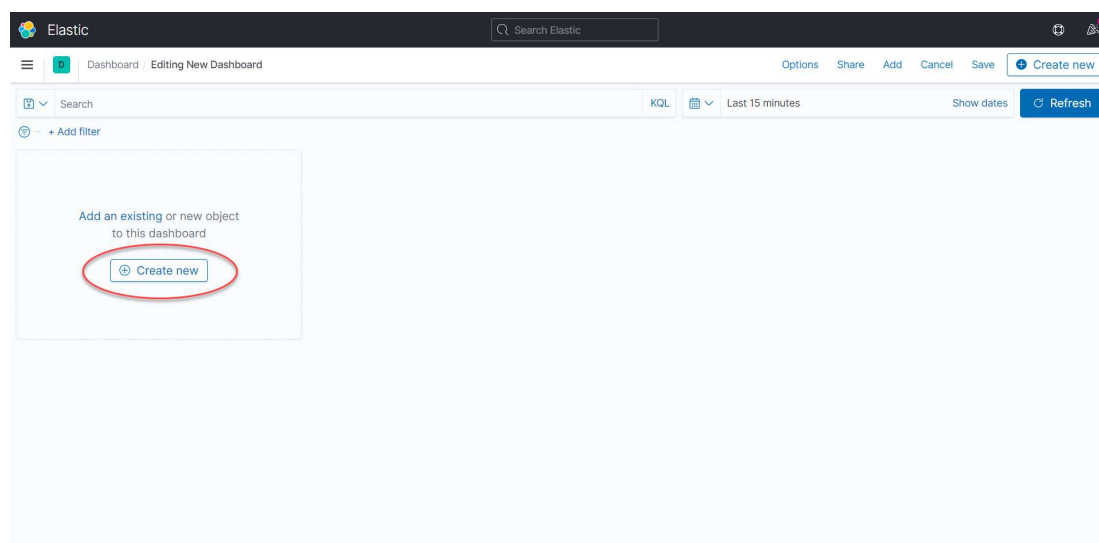 Elastic
Search Elastic
D
Dashboard / Editing New Dashboard
Options Share Add Cancel Save Create new
Search
KQL
Last 15 minutes
Show dates
Refresh
+ Add filter
Add an existing or new object
to this dashboard
Create new